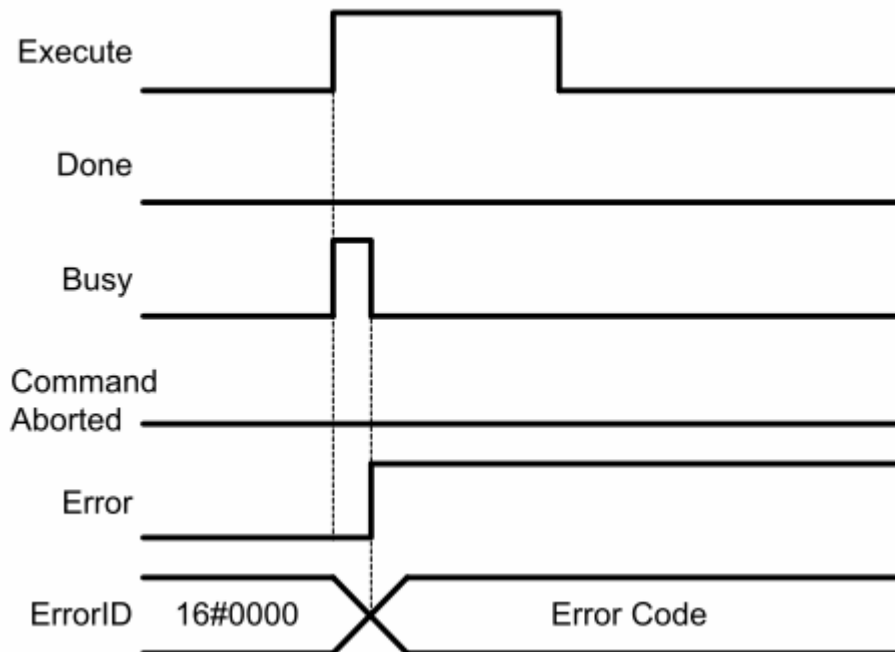 Execute
Done
Busy
Command
Aborted
Error
ErrorID 16#0000 Error Code